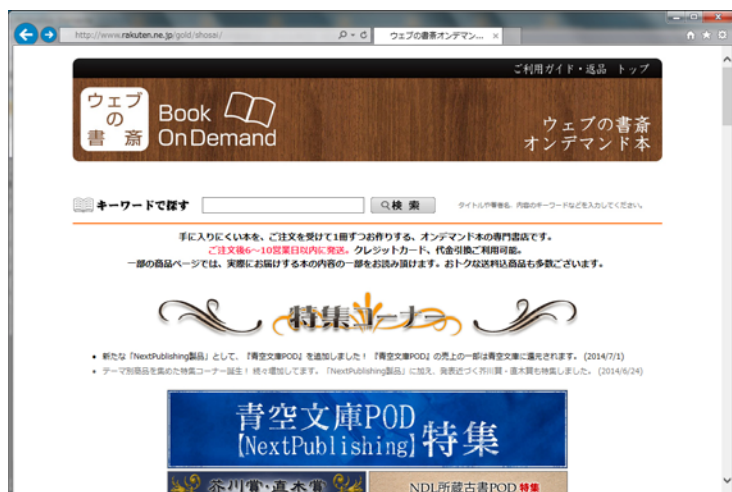 http://www.rakuten.ne.jp/gold/shosai/
ウェブの書斎オンデマン... ×
ご利用ガイド・返品 トップ
ウェブ
の
書 斎
Book
On Demand
ウェブの書斎
オンデマンド本
キーワードで探す
検 索
タイトルや著者名、内容のキーワードなどを入力してください。
手に入りにくい本を、ご注文を受けて1冊ずつお作りする、オンデマンド本の専門書店です。
ご注文後6～10営業日以内に発送。クレジットカード、代金引換ご利用可能。
一部の商品ページでは、実際にお届けする本の内容の一部をお読み頂けます。おトクな送料込商品も多数ございます。
特集コーナー
• 新たな「NextPublishing製品」として、『青空文庫POD』を追加しました！ 『青空文庫POD』の売上の一部は青空文庫に還元されます。 (2014/7/1)
• テーマ別商品を集めた特集コーナー誕生！ 続々増加してます。「NextPublishing製品」に加え、発表近づく芥川賞・直木賞も特集しました。 (2014/6/24)
青空文庫POD
【NextPublishing】特集
芥川賞・直木賞
NDL所蔵古書POD 特集